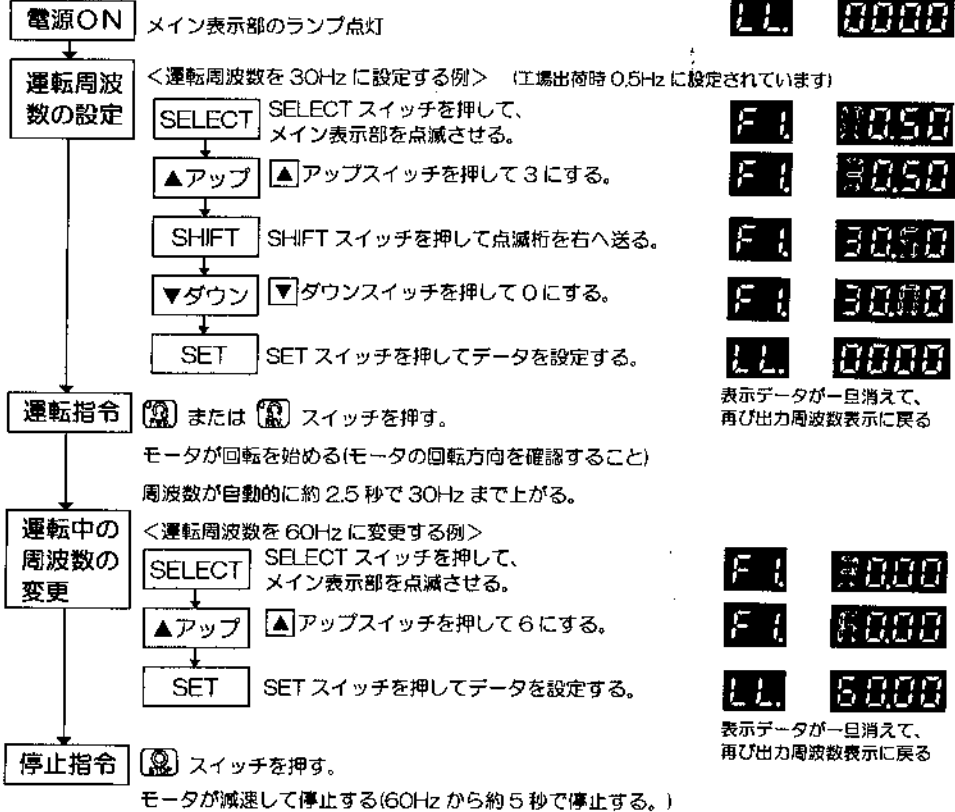 電源ON メイン表示部のランプ点灯 LL. 0000
運転周波数の設定 <運転周波数を30Hzに設定する例> (工場出荷時0.5Hzに設定されています)
SELECT SELECTスイッチを押して、
メイン表示部を点滅させる。 F1. 00.50
▲アップ ▲アップスイッチを押して3にする。 F1. 30.50
SHIFT SHIFTスイッチを押して点滅桁を右へ送る。 F1. 30.50
▼ダウン ▼ダウンスイッチを押して0にする。 F1. 30.00
SET SETスイッチを押してデータを設定する。 LL. 0000
表示データが一旦消えて、
再び出力周波数表示に戻る
運転指令 または スイッチを押す。
モータが回転を始める(モータの回転方向を確認すること)
周波数が自動的に約2.5秒で30Hzまで上がる。
運転中の周波数の変更 <運転周波数を60Hzに変更する例>
SELECT SELECTスイッチを押して、
メイン表示部を点滅させる。 F1. 30.00
▲アップ ▲アップスイッチを押して6にする。 F1. 60.00
SET SETスイッチを押してデータを設定する。 LL. 60.00
表示データが一旦消えて、
再び出力周波数表示に戻る
停止指令 スイッチを押す。
モータが減速して停止する(60Hzから約5秒で停止する。)